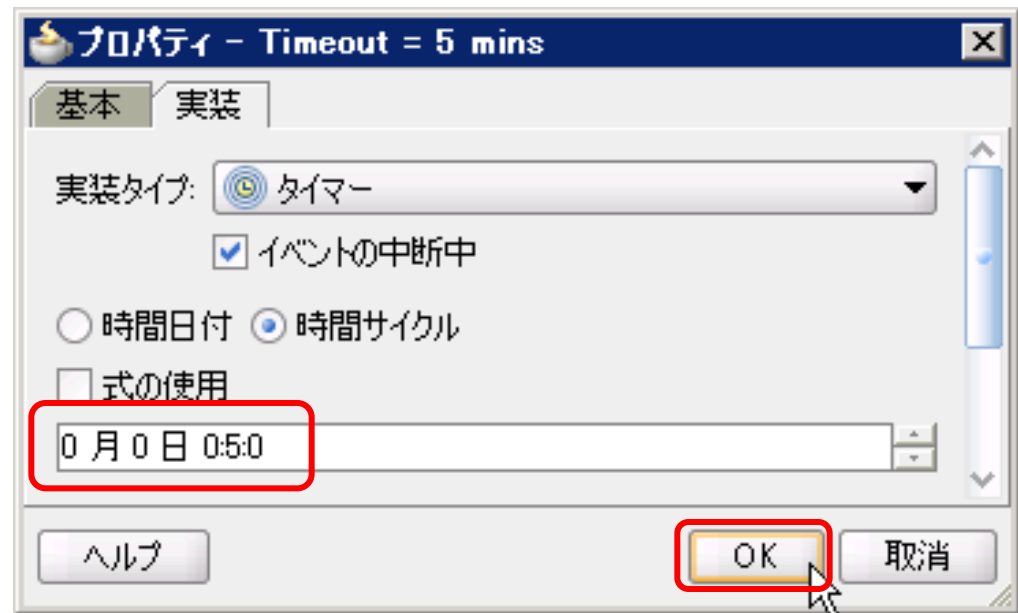 プロパティ - Timeout = 5 mins
基本 実装
実装タイプ: タイマー
イベントの中断中
時間日付 時間サイクル
式の使用
0 月 0 日 0:5:0
ヘルプ OK 取消